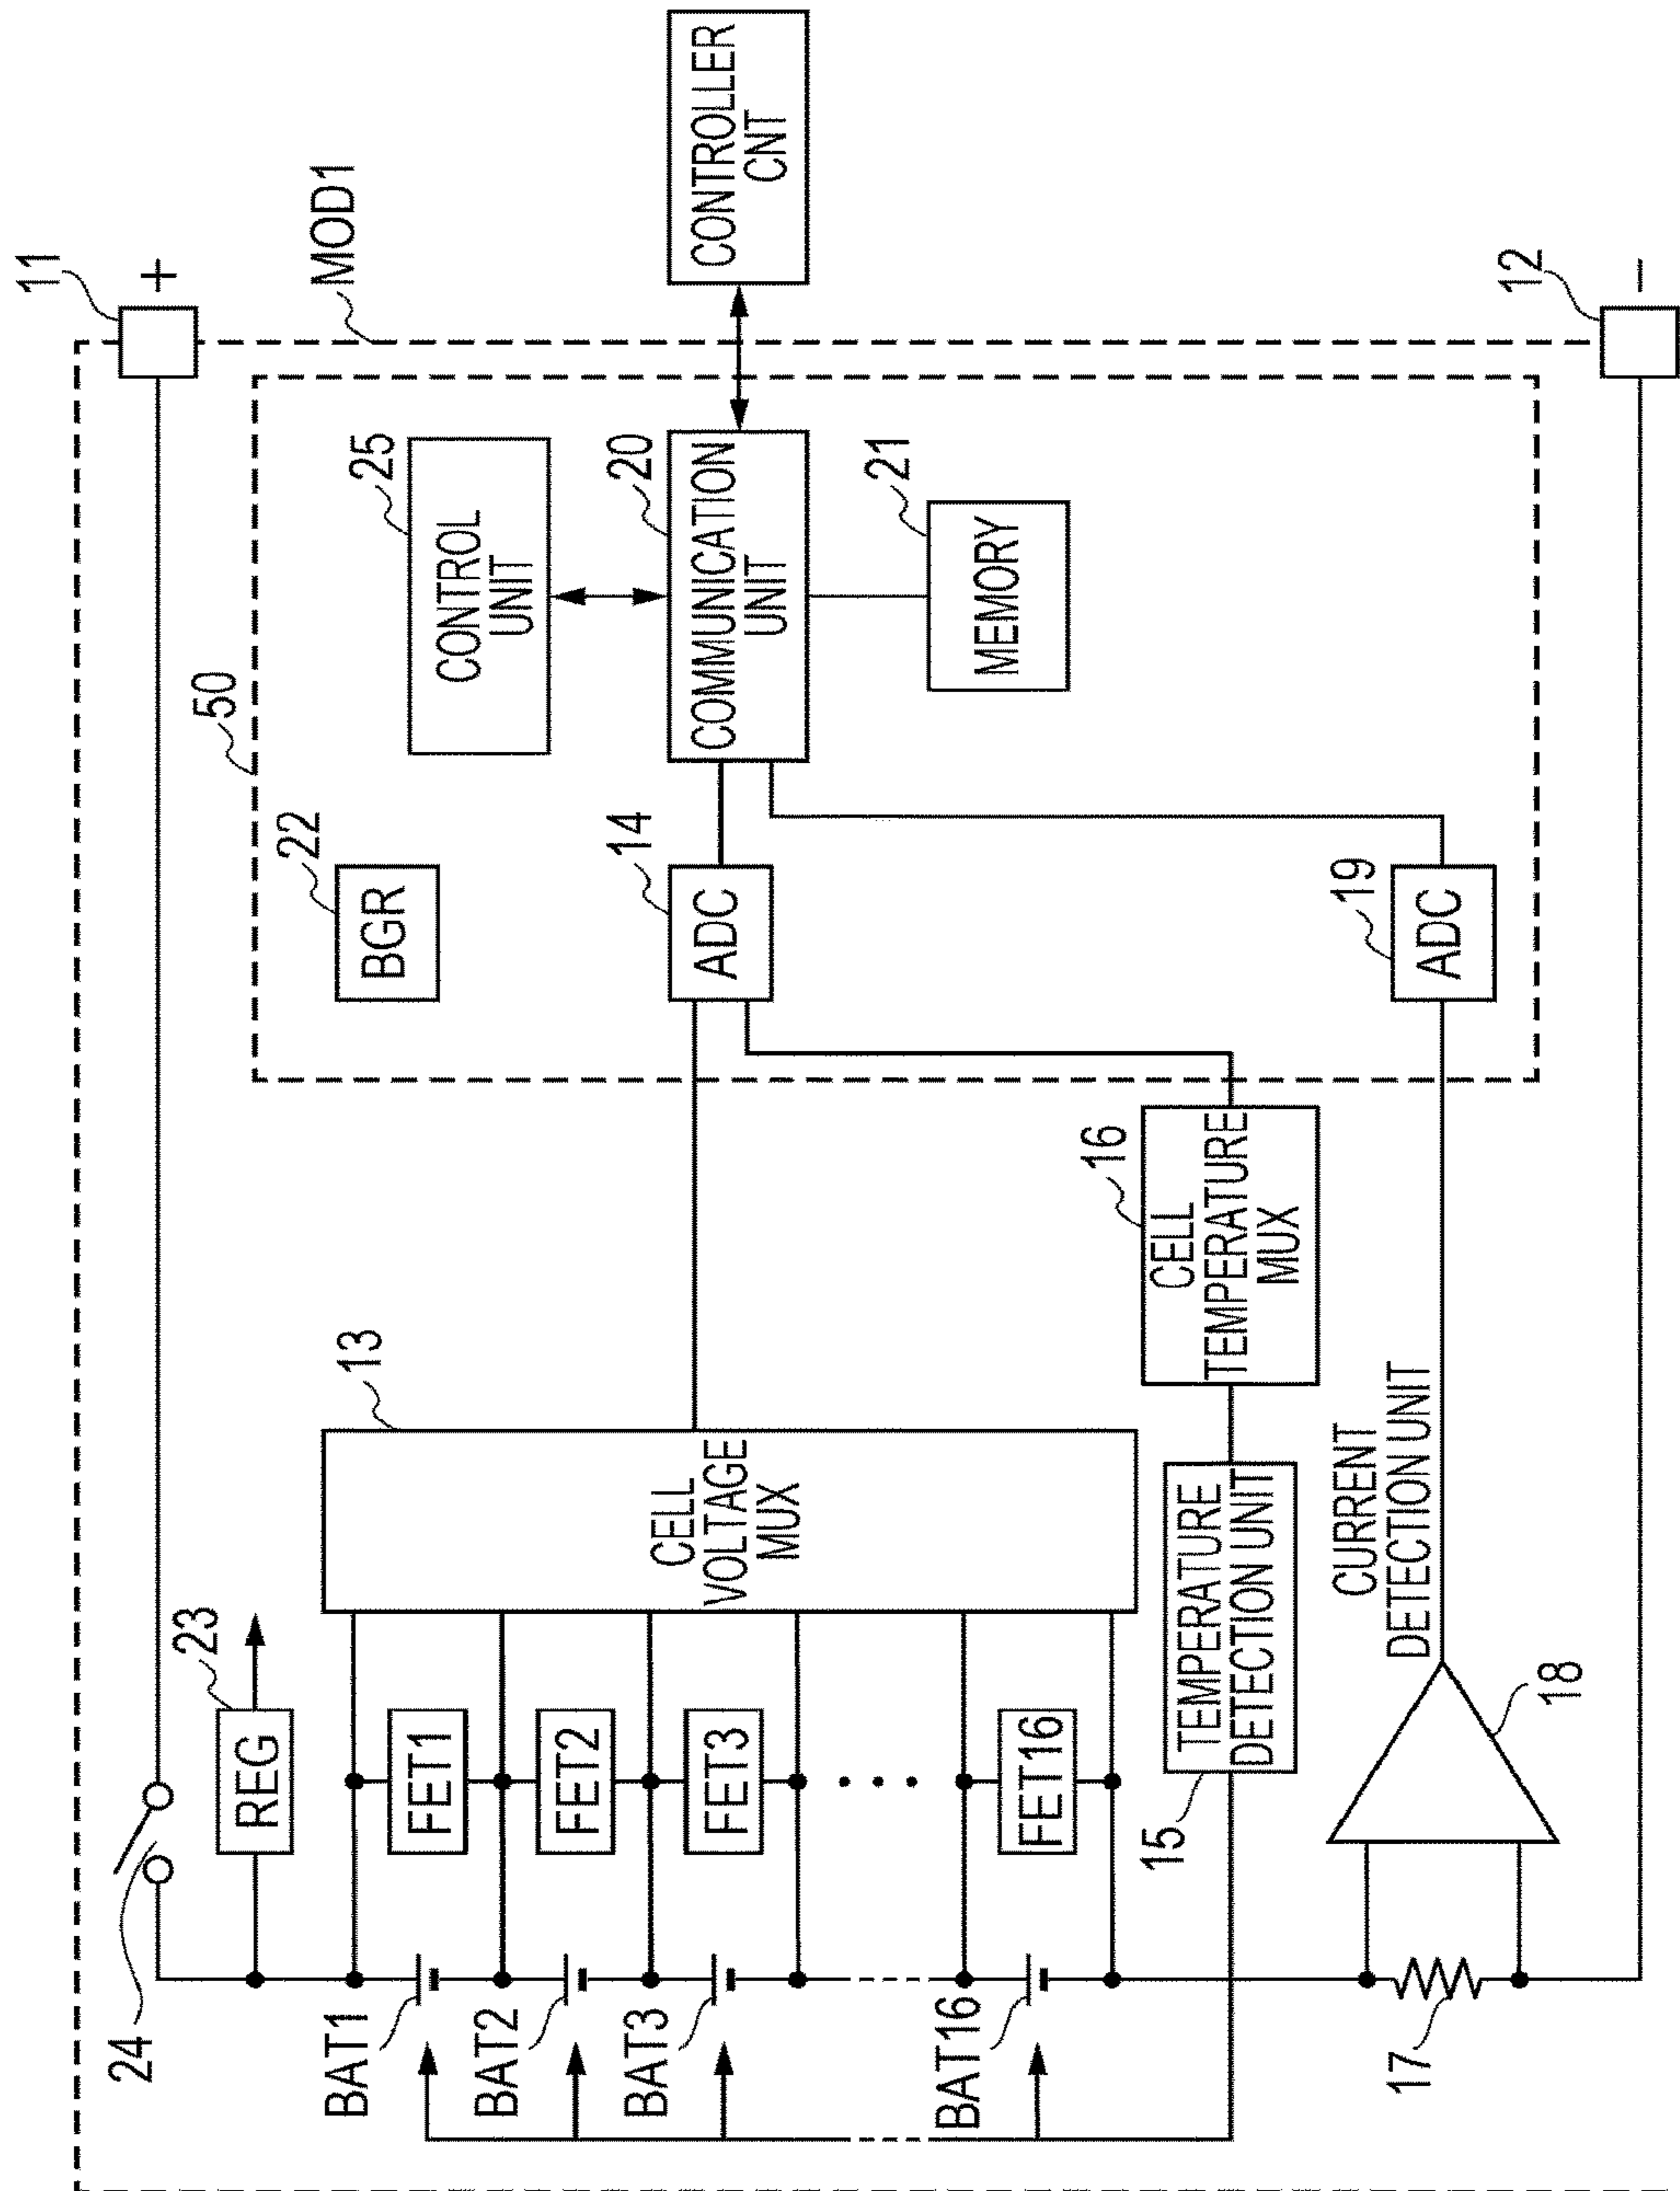 11
+
MOD1
CONTROLLER
CNT
12
−
50
25
CONTROL
UNIT
20
COMMUNICATION
UNIT
21
MEMORY
22
BGR
14
ADC
19
ADC
16
CELL
TEMPERATURE
MUX
13
CELL
VOLTAGE
MUX
CURRENT
DETECTION UNIT
TEMPERATURE
DETECTION UNIT
15
18
23
REG
FET1
FET2
FET3
FET16
24
BAT1
BAT2
BAT3
BAT16
17